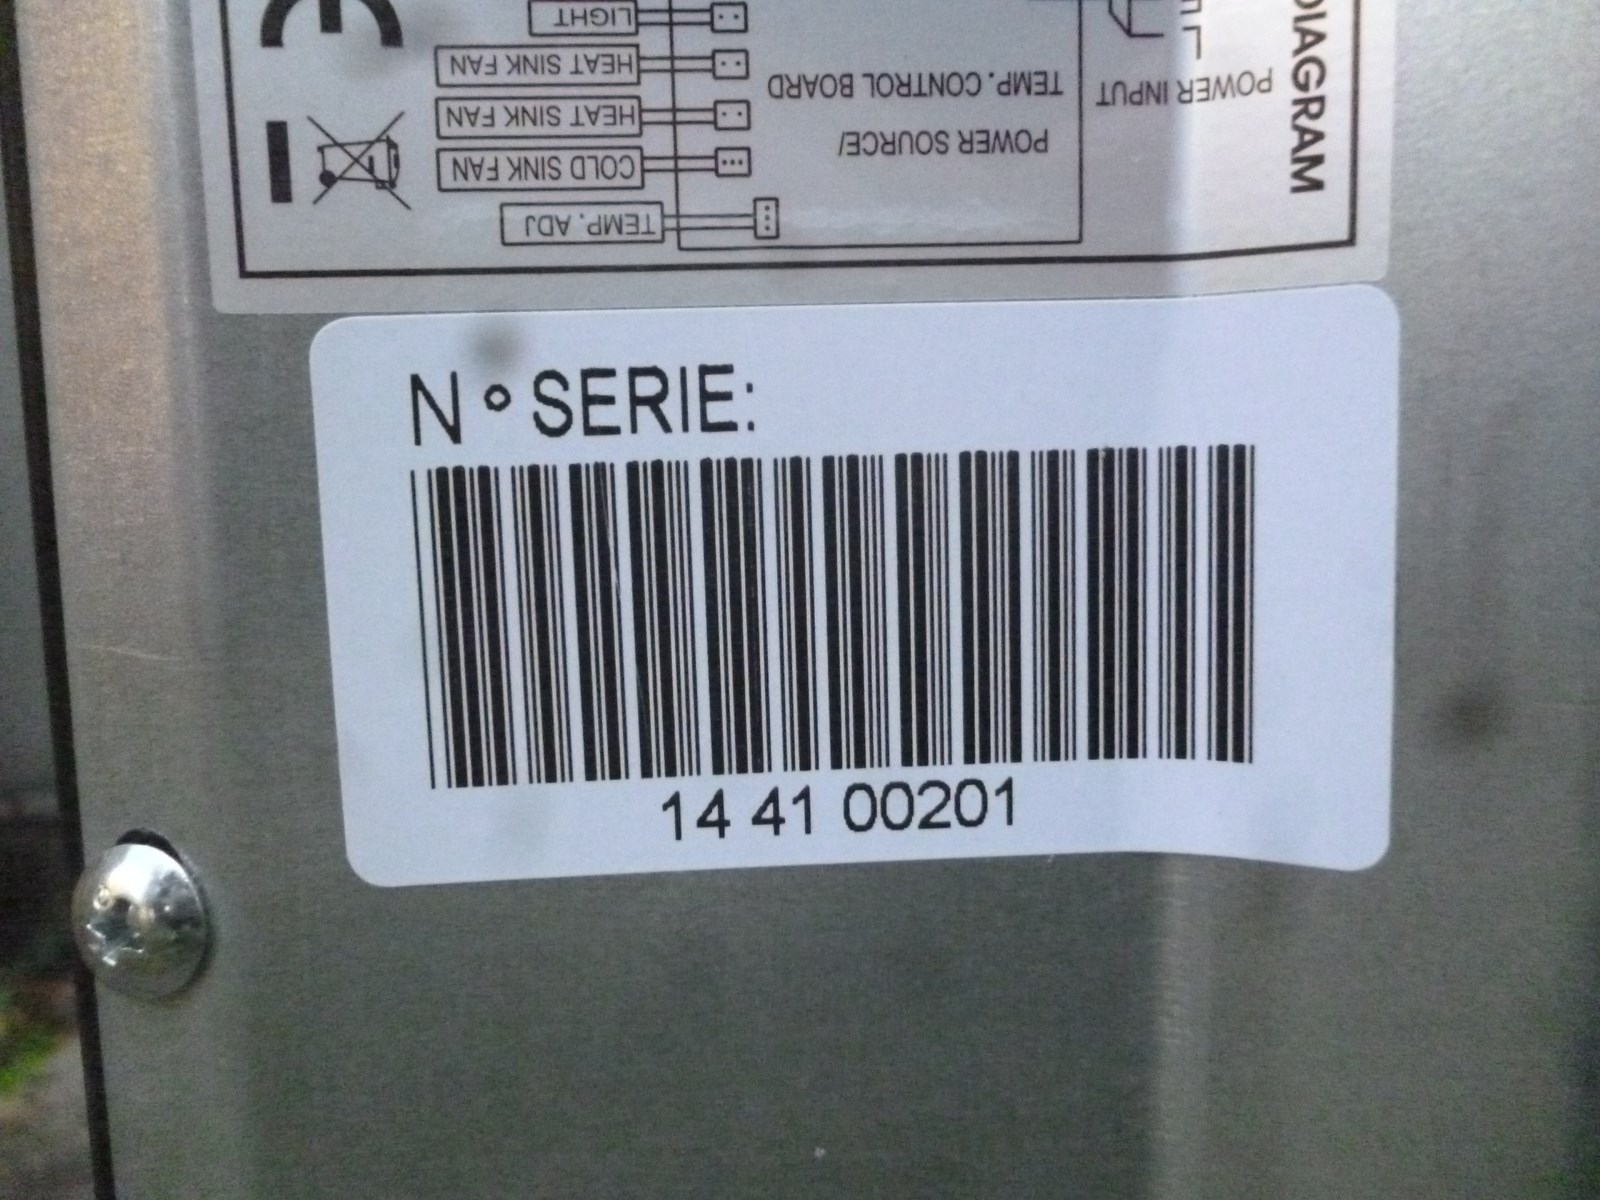 LIGHT
HEAT SINK FAN
HEAT SINK FAN
COLD SINK FAN
TEMP. ADJ
POWER SOURCE/
TEMP. CONTROL BOARD
POWER INPUT
DIAGRAM
N° SERIE:
14 41 00201